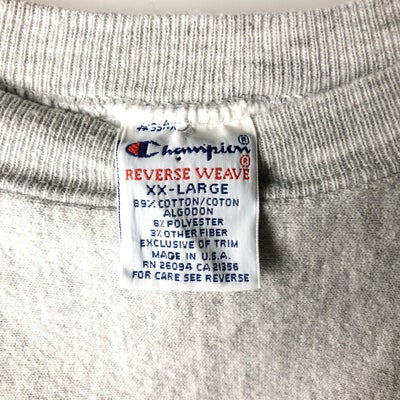 Champion®
REVERSE WEAVE®
XX-LARGE
89% COTTON/COTON
ALGODON
8% POLYESTER
3% OTHER FIBER
EXCLUSIVE OF TRIM
MADE IN U.S.A.
RN 26094 CA 21356
FOR CARE SEE REVERSE